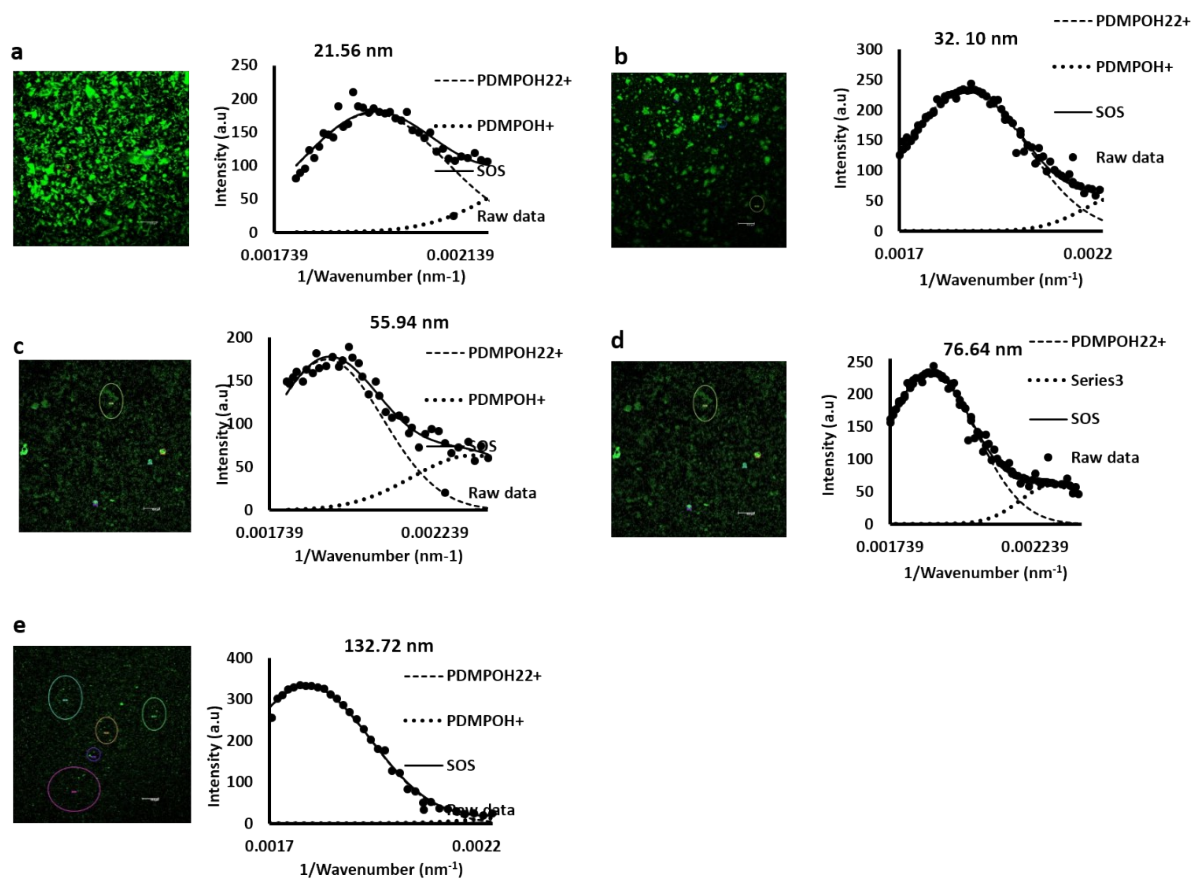 a
21.56 nm
250
200
150
100
50
0
Intensity (a.u)
PDMPOH22+
PDMPOH+
SOS
Raw data
0.001739
0.002139
1/Wavenumber (nm-1)
b
32. 10 nm
300
250
200
150
100
50
0
Intensity (a.u)
PDMPOH22+
PDMPOH+
SOS
Raw data
0.0017
0.0022
1/Wavenumber (nm⁻¹)
c
55.94 nm
200
150
100
50
0
Intensity (a.u)
PDMPOH22+
PDMPOH+
SOS
Raw data
0.001739
0.002239
1/Wavenumber (nm-1)
d
76.64 nm
250
200
150
100
50
0
Intensity (a.u)
PDMPOH22+
Series3
SOS
Raw data
0.001739
0.002239
1/Wavenumber (nm⁻¹)
e
132.72 nm
400
300
200
100
0
Intensity (a.u)
PDMPOH22+
PDMPOH+
SOS
Raw data
0.0017
0.0022
1/Wavenumber (nm⁻¹)